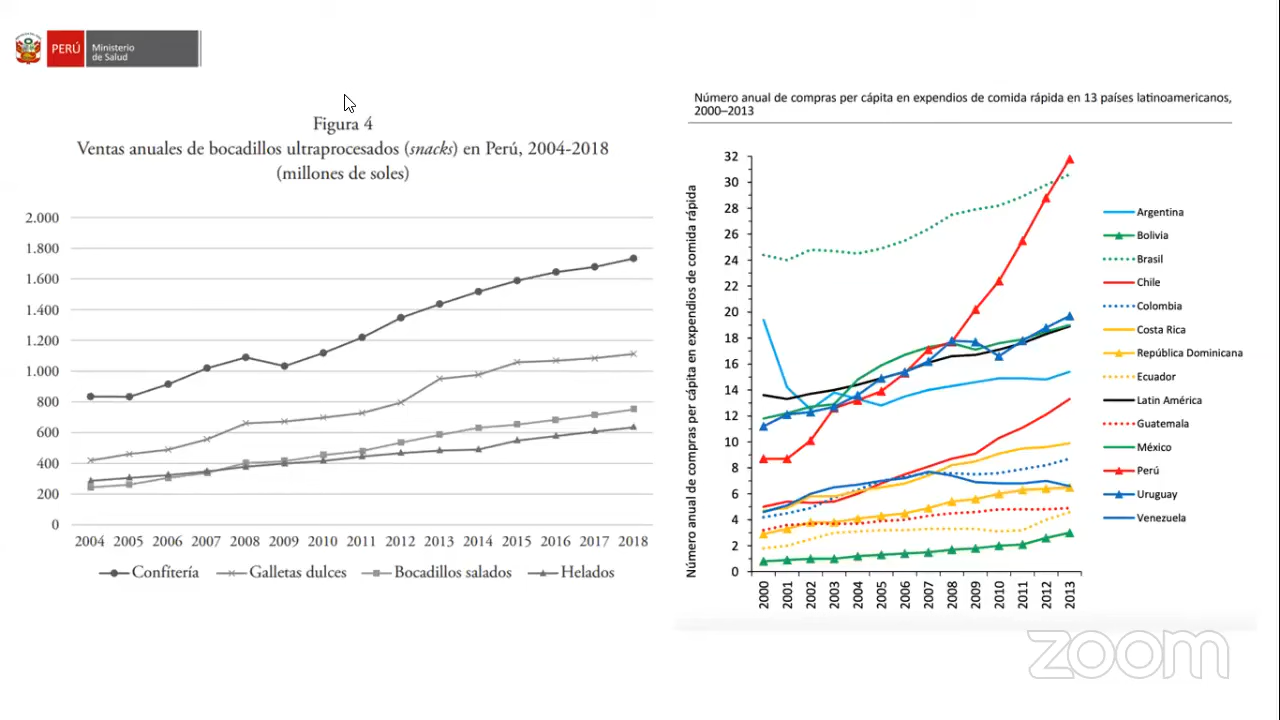 PERÚ
Ministerio
de Salud
Figura 4
Ventas anuales de bocadillos ultraprocesados (snacks) en Perú, 2004-2018
(millones de soles)
2.000
1.800
1.600
1.400
1.200
1.000
800
600
400
200
0
2004 2005 2006 2007 2008 2009 2010 2011 2012 2013 2014 2015 2016 2017 2018
Confitería Galletas dulces Bocadillos salados Helados
Número anual de compras per cápita en expendios de comida rápida en 13 países latinoamericanos,
2000–2013
Número anual de compras per cápita en expendios de comida rápida
32
30
28
26
24
22
20
18
16
14
12
10
8
6
4
2
0
2000 2001 2002 2003 2004 2005 2006 2007 2008 2009 2010 2011 2012 2013
Argentina
Bolivia
Brasil
Chile
Colombia
Costa Rica
República Dominicana
Ecuador
Latin América
Guatemala
México
Perú
Uruguay
Venezuela
zoom